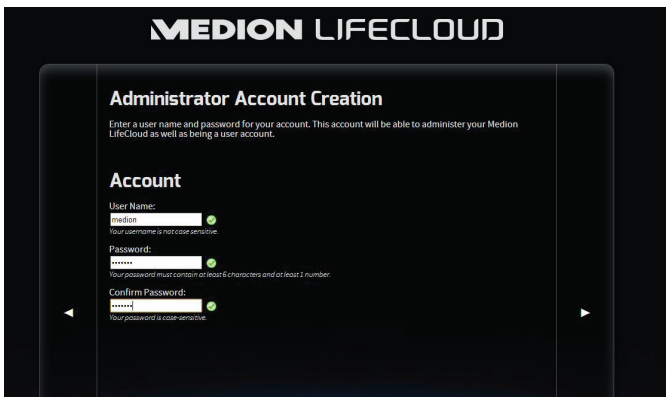 MEDION LIFECLOUD
Administrator Account Creation
Enter a user name and password for your account. This account will be able to administer your Medion
LifeCloud as well as being a user account.
Account
User Name:
medion
Your username is not case sensitive.
Password:
•••••••
Your password must contain at least 6 characters and at least 1 number.
Confirm Password:
•••••••
Your password is case-sensitive.